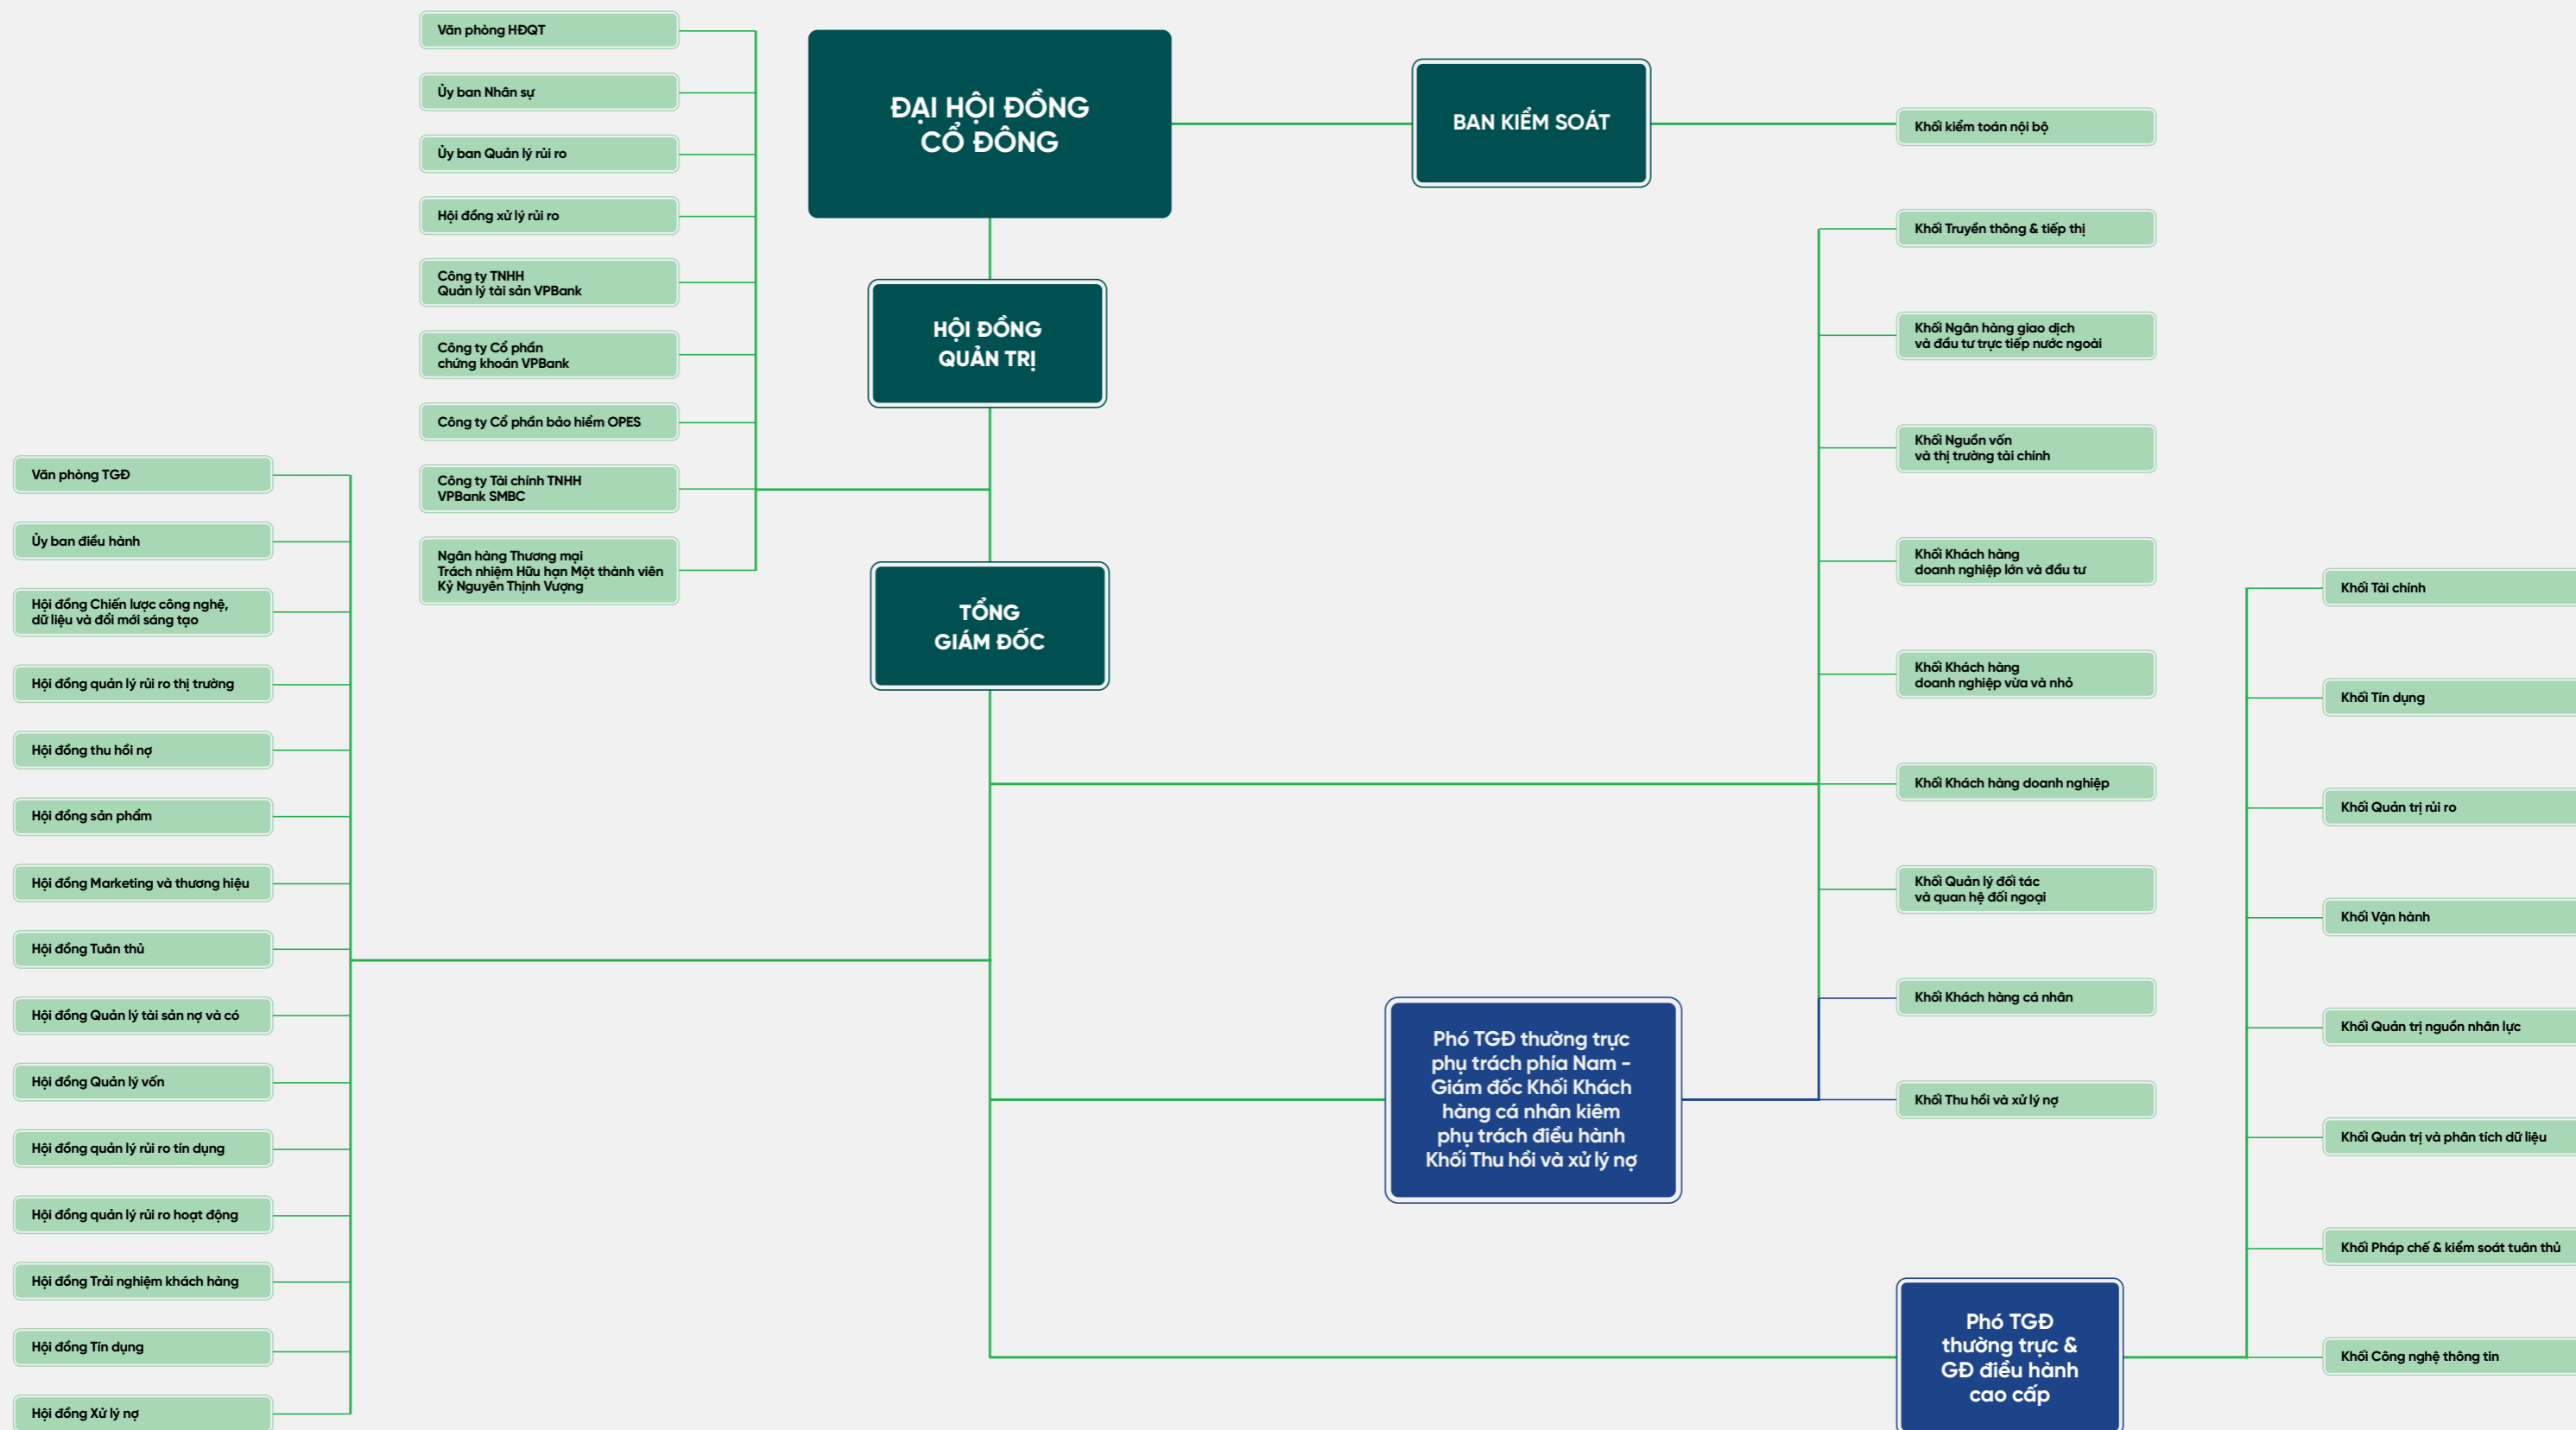 ĐẠI HỘI ĐỒNG
CỔ ĐÔNG
BAN KIỂM SOÁT
Khối kiểm toán nội bộ
HỘI ĐỒNG
QUẢN TRỊ
Văn phòng HĐQT
Ủy ban Nhân sự
Ủy ban Quản lý rủi ro
Hội đồng xử lý rủi ro
Công ty TNHH
Quản lý tài sản VPBank
Công ty Cổ phần
chứng khoán VPBank
Công ty Cổ phần bảo hiểm OPES
Công ty Tài chính TNHH
VPBank SMBC
Ngân hàng Thương mại
Trách nhiệm Hữu hạn Một thành viên
Kỷ Nguyên Thịnh Vượng
TỔNG
GIÁM ĐỐC
Văn phòng TGĐ
Ủy ban điều hành
Hội đồng Chiến lược công nghệ,
dữ liệu và đổi mới sáng tạo
Hội đồng quản lý rủi ro thị trường
Hội đồng thu hồi nợ
Hội đồng sản phẩm
Hội đồng Marketing và thương hiệu
Hội đồng Tuân thủ
Hội đồng Quản lý tài sản nợ và có
Hội đồng Quản lý vốn
Hội đồng quản lý rủi ro tín dụng
Hội đồng quản lý rủi ro hoạt động
Hội đồng Trải nghiệm khách hàng
Hội đồng Tín dụng
Hội đồng Xử lý nợ
Khối Truyền thông & tiếp thị
Khối Ngân hàng giao dịch
và đầu tư trực tiếp nước ngoài
Khối Nguồn vốn
và thị trường tài chính
Khối Khách hàng
doanh nghiệp lớn và đầu tư
Khối Khách hàng
doanh nghiệp vừa và nhỏ
Khối Khách hàng doanh nghiệp
Khối Quản lý đối tác
và quan hệ đối ngoại
Khối Khách hàng cá nhân
Khối Thu hồi và xử lý nợ
Phó TGĐ thường trực
phụ trách phía Nam -
Giám đốc Khối Khách
hàng cá nhân kiêm
phụ trách điều hành
Khối Thu hồi và xử lý nợ
Phó TGĐ
thường trực &
GĐ điều hành
cao cấp
Khối Tài chính
Khối Tín dụng
Khối Quản trị rủi ro
Khối Vận hành
Khối Quản trị nguồn nhân lực
Khối Quản trị và phân tích dữ liệu
Khối Pháp chế & kiểm soát tuân thủ
Khối Công nghệ thông tin